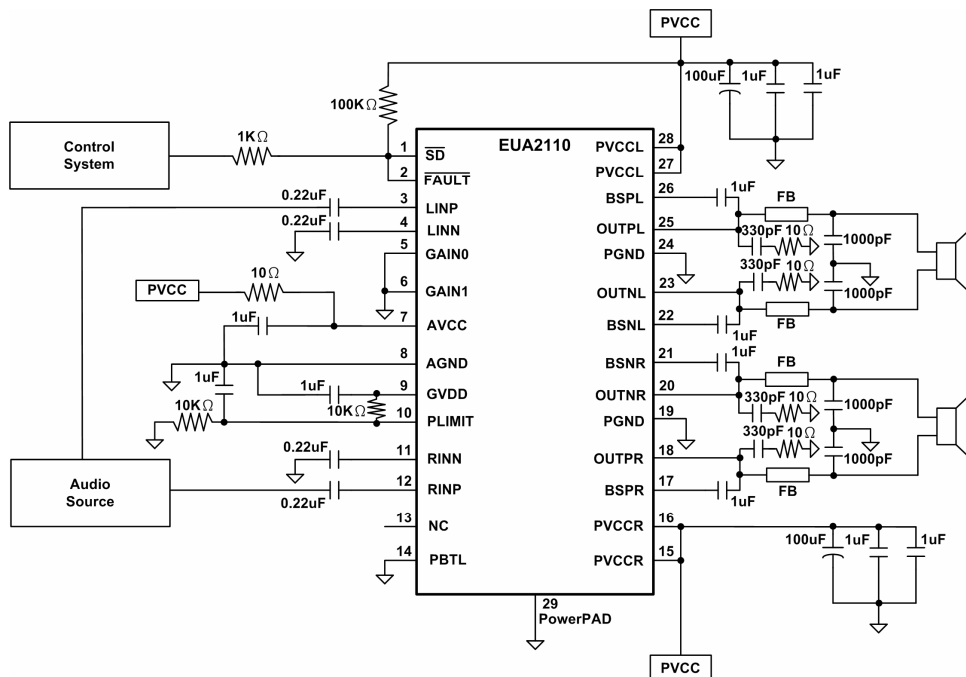 PVCC
100uF 1uF 1uF
100KΩ
Control
System
1KΩ
EUA2110
1 SD
2 FAULT
3 LINP
4 LINN
5 GAIN0
6 GAIN1
7 AVCC
8 AGND
9 GVDD
10 PLIMIT
11 RINN
12 RINP
13 NC
14 PBTL
PVCCL 28
PVCCL 27
BSPL 26
OUTPL 25
PGND 24
OUTNL 23
BSNL 22
BSNR 21
OUTNR 20
PGND 19
OUTPR 18
BSPR 17
PVCCR 16
PVCCR 15
29
PowerPAD
0.22uF
0.22uF
PVCC
10Ω
1uF
1uF
1uF
10KΩ
10KΩ
0.22uF
0.22uF
Audio
Source
1uF
FB
330pF 10Ω
1000pF
330pF 10Ω
1000pF
FB
1uF
1uF
FB
330pF 10Ω
1000pF
330pF 10Ω
1000pF
FB
1uF
100uF 1uF 1uF
PVCC